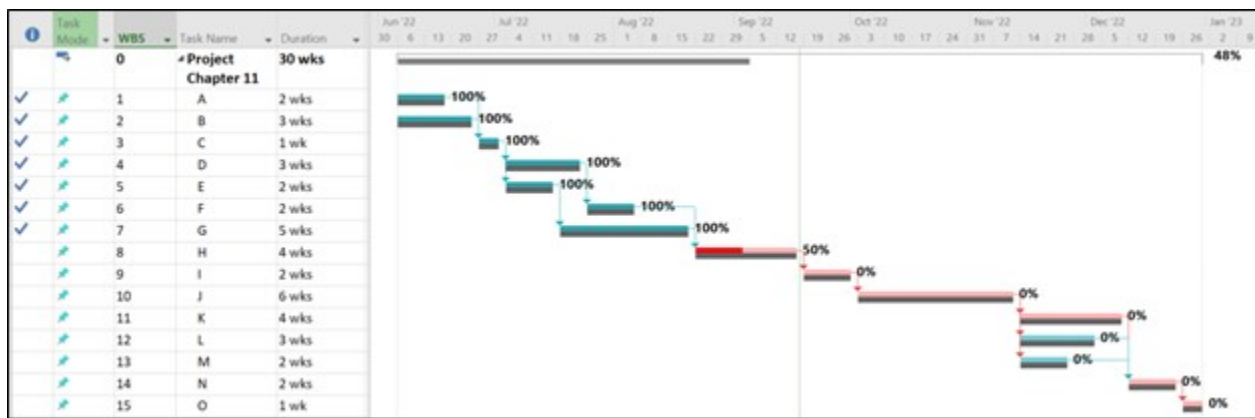 Jun '22 Jul '22 Aug '22 Sep '22 Oct '22 Nov '22 Dec '22 Jan '23
Task Mode WBS Task Name Duration 30 6 13 20 27 4 11 18 25 1 8 15 22 29 5 12 19 26 3 10 17 24 31 7 14 21 28 5 12 19 26 2 9
0 Project Chapter 11 30 wks 48%
1 A 2 wks 100%
2 B 3 wks 100%
3 C 1 wk 100%
4 D 3 wks 100%
5 E 2 wks 100%
6 F 2 wks 100%
7 G 5 wks 100%
8 H 4 wks 50%
9 I 2 wks 0%
10 J 6 wks 0%
11 K 4 wks 0%
12 L 3 wks 0%
13 M 2 wks 0%
14 N 2 wks 0%
15 O 1 wk 0%